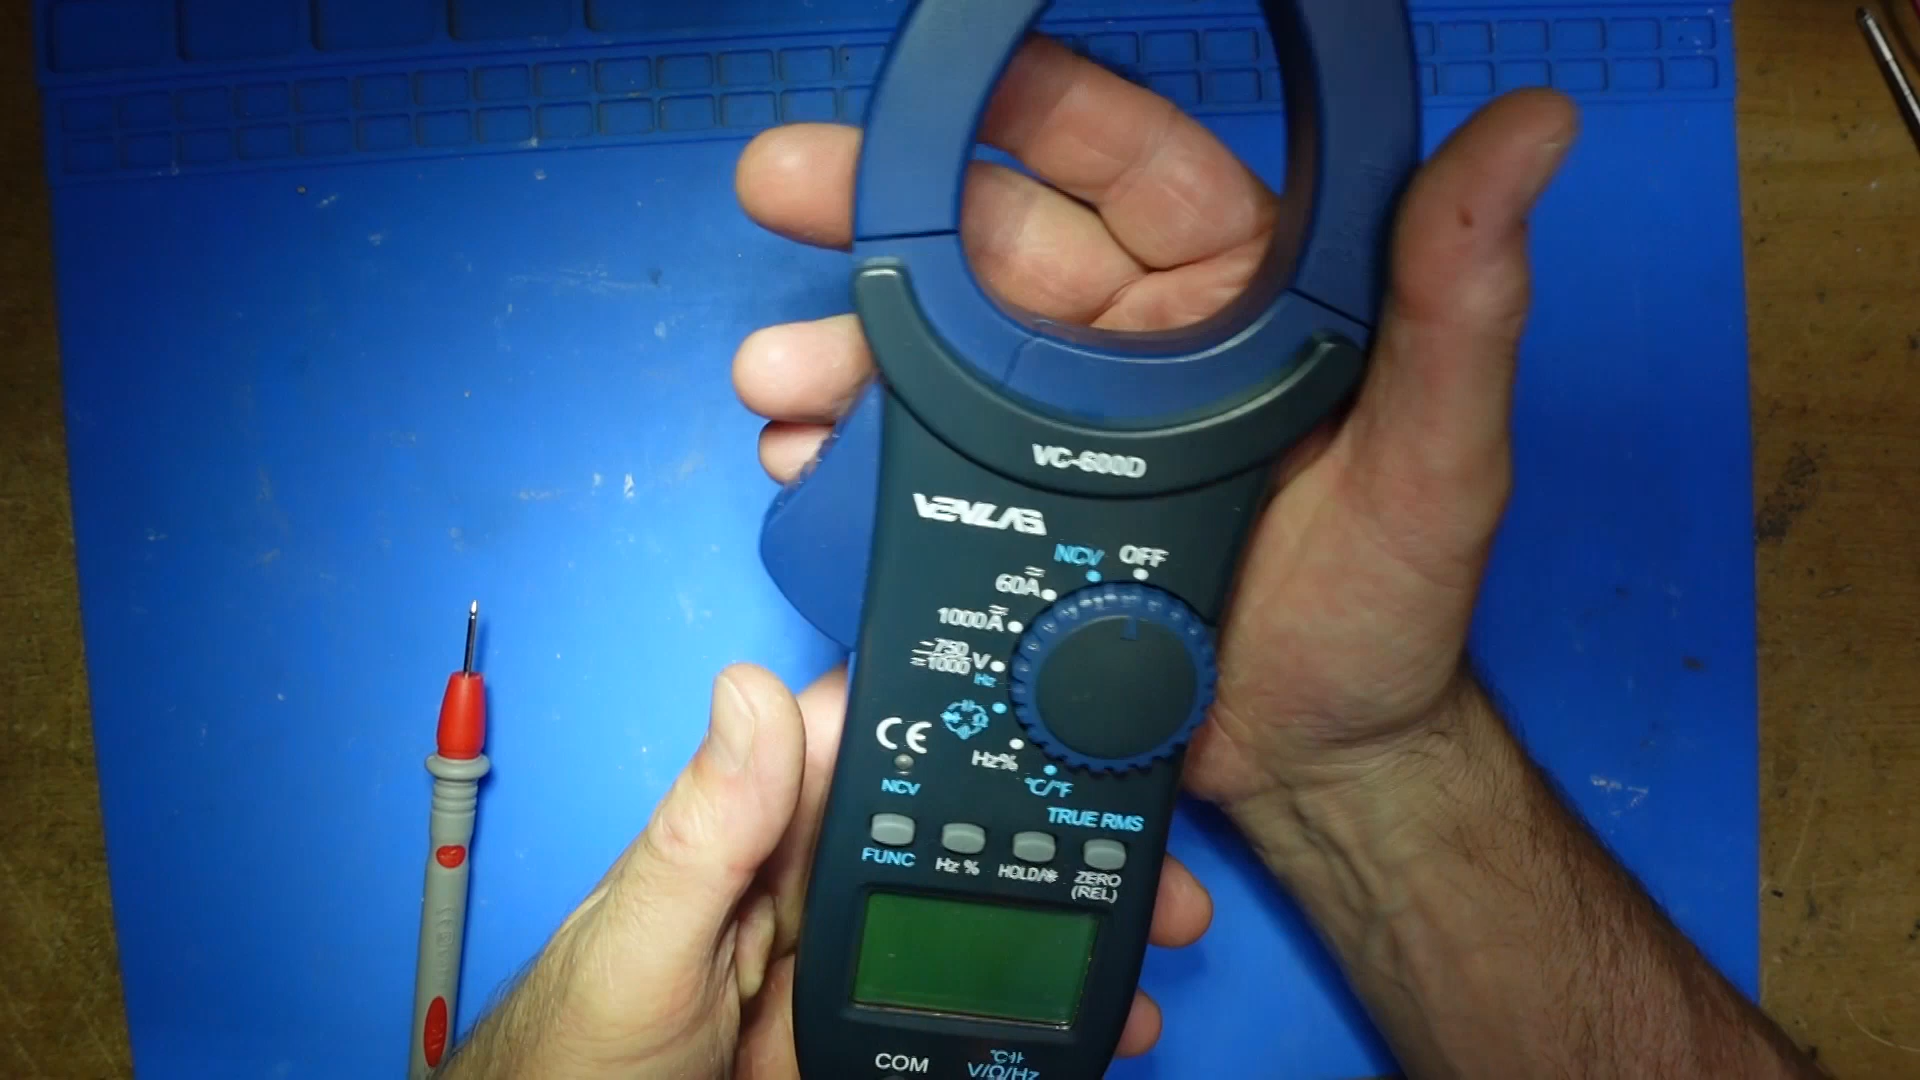 VC-600D
NCV OFF
60A
1000A
750
1000 V
Hz
CE
Hz%
°C/°F
NCV
TRUE RMS
FUNC Hz % HOLD/☀ ZERO
(REL)
COM
V/Ω/Hz